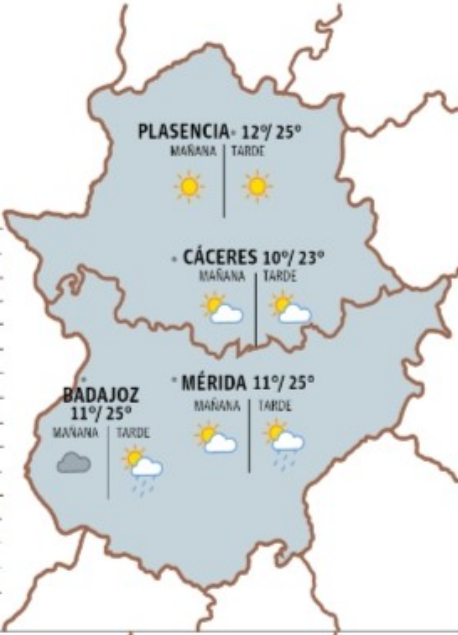 PLASENCIA 12º/25º
MAÑANA TARDE
CÁCERES 10º/23º
MAÑANA TARDE
MÉRIDA 11º/25º
MAÑANA TARDE
BADAJOZ
11º/25º
MAÑANA TARDE